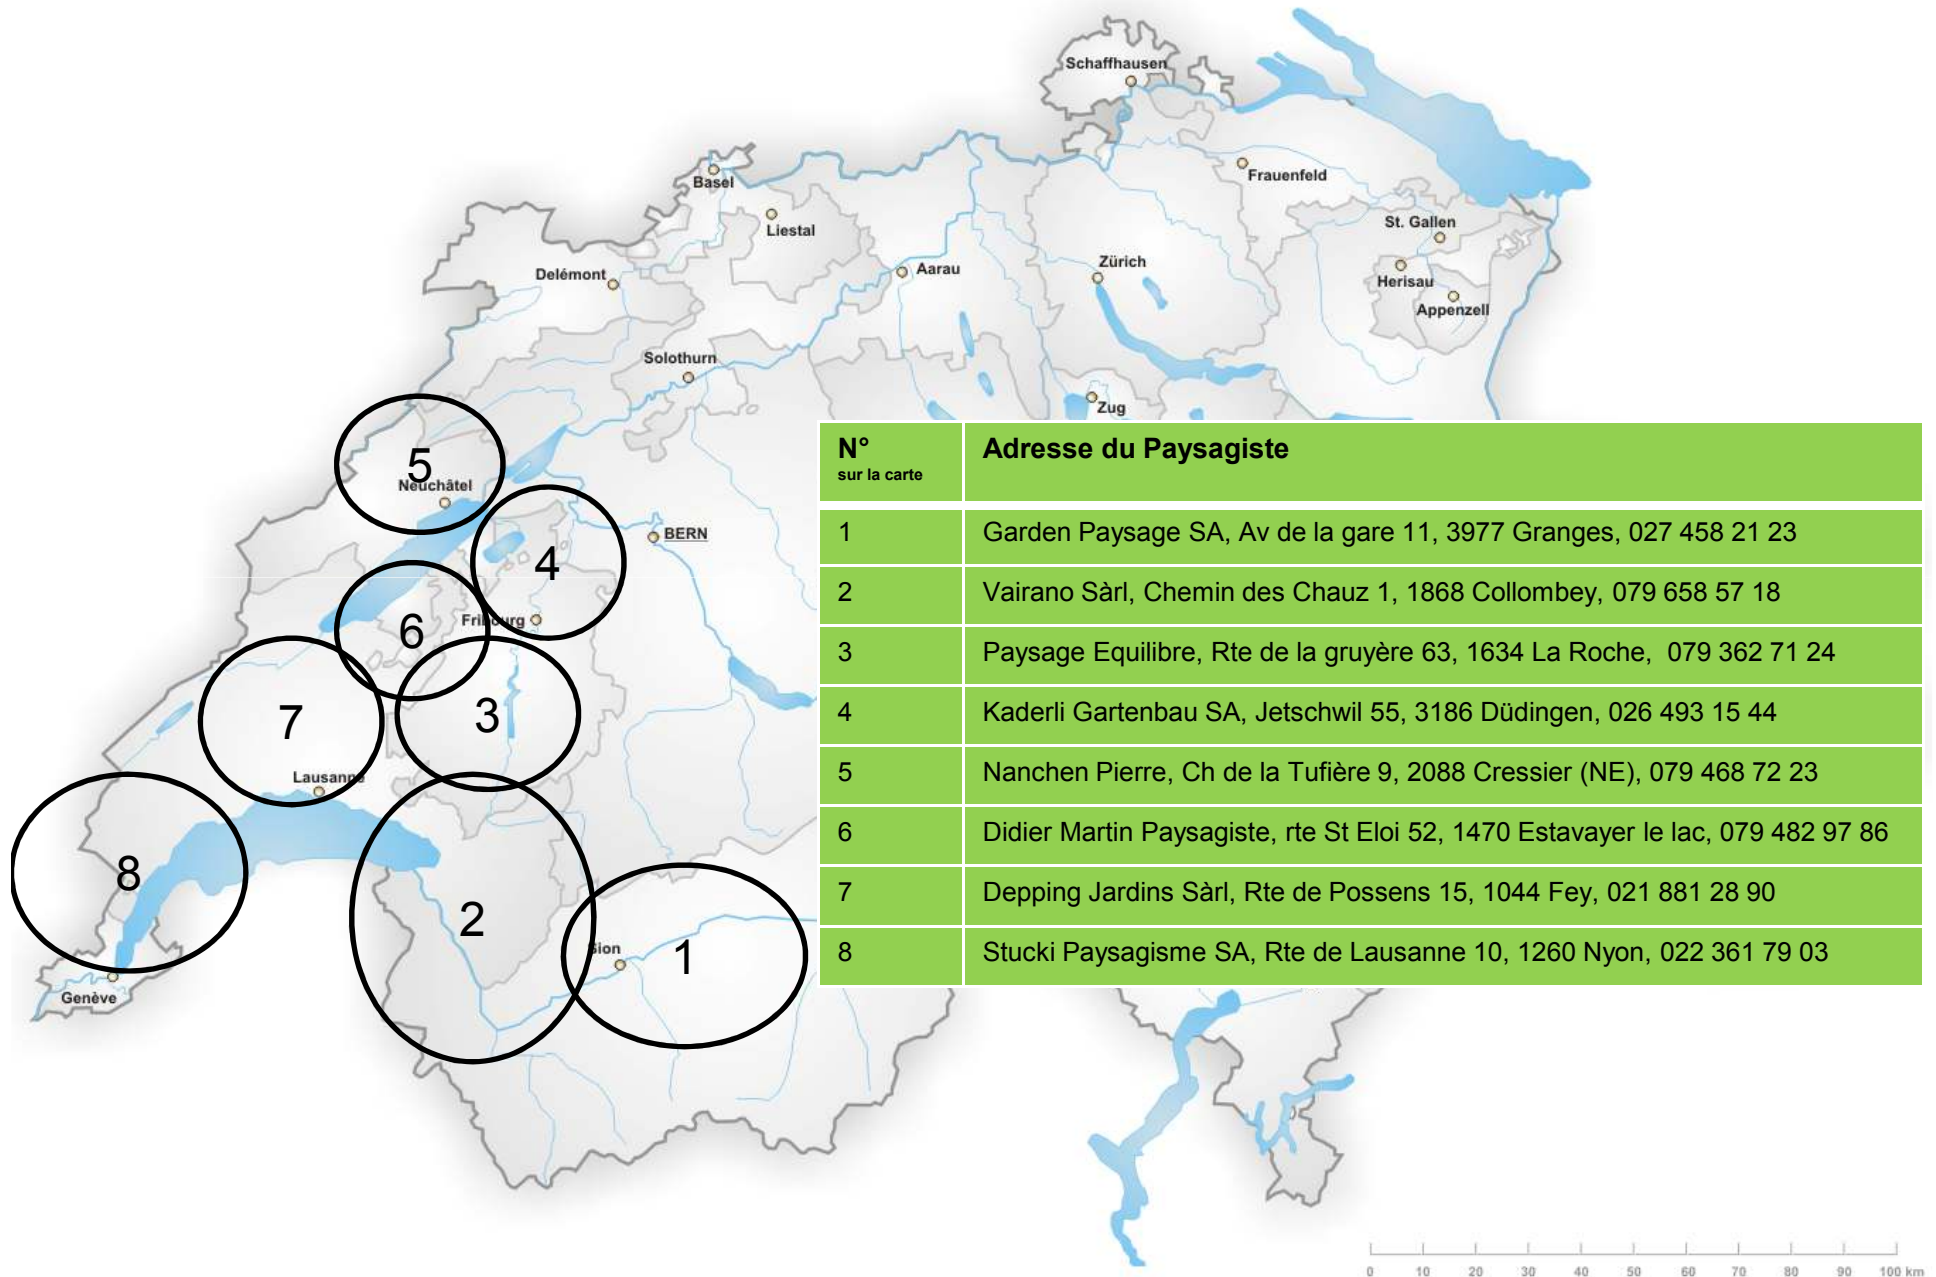 Schaffhausen
Basel
Frauenfeld
Liestal
St. Gallen
Delémont
Aarau
Zürich
Herisau
Appenzell
Solothurn
Zug
5
Neuchâtel
BERN
4
Fribourg
6
3
7
Lausanne
8
2
Sion
1
Genève
N° Adresse du Paysagiste
sur la carte
1 Garden Paysage SA, Av de la gare 11, 3977 Granges, 027 458 21 23
2 Vairano Sàrl, Chemin des Chauz 1, 1868 Collombey, 079 658 57 18
3 Paysage Equilibre, Rte de la gruyère 63, 1634 La Roche, 079 362 71 24
4 Kaderli Gartenbau SA, Jetschwil 55, 3186 Düdingen, 026 493 15 44
5 Nanchen Pierre, Ch de la Tufière 9, 2088 Cressier (NE), 079 468 72 23
6 Didier Martin Paysagiste, rte St Eloi 52, 1470 Estavayer le lac, 079 482 97 86
7 Depping Jardins Sàrl, Rte de Possens 15, 1044 Fey, 021 881 28 90
8 Stucki Paysagisme SA, Rte de Lausanne 10, 1260 Nyon, 022 361 79 03
0 10 20 30 40 50 60 70 80 90 100 km